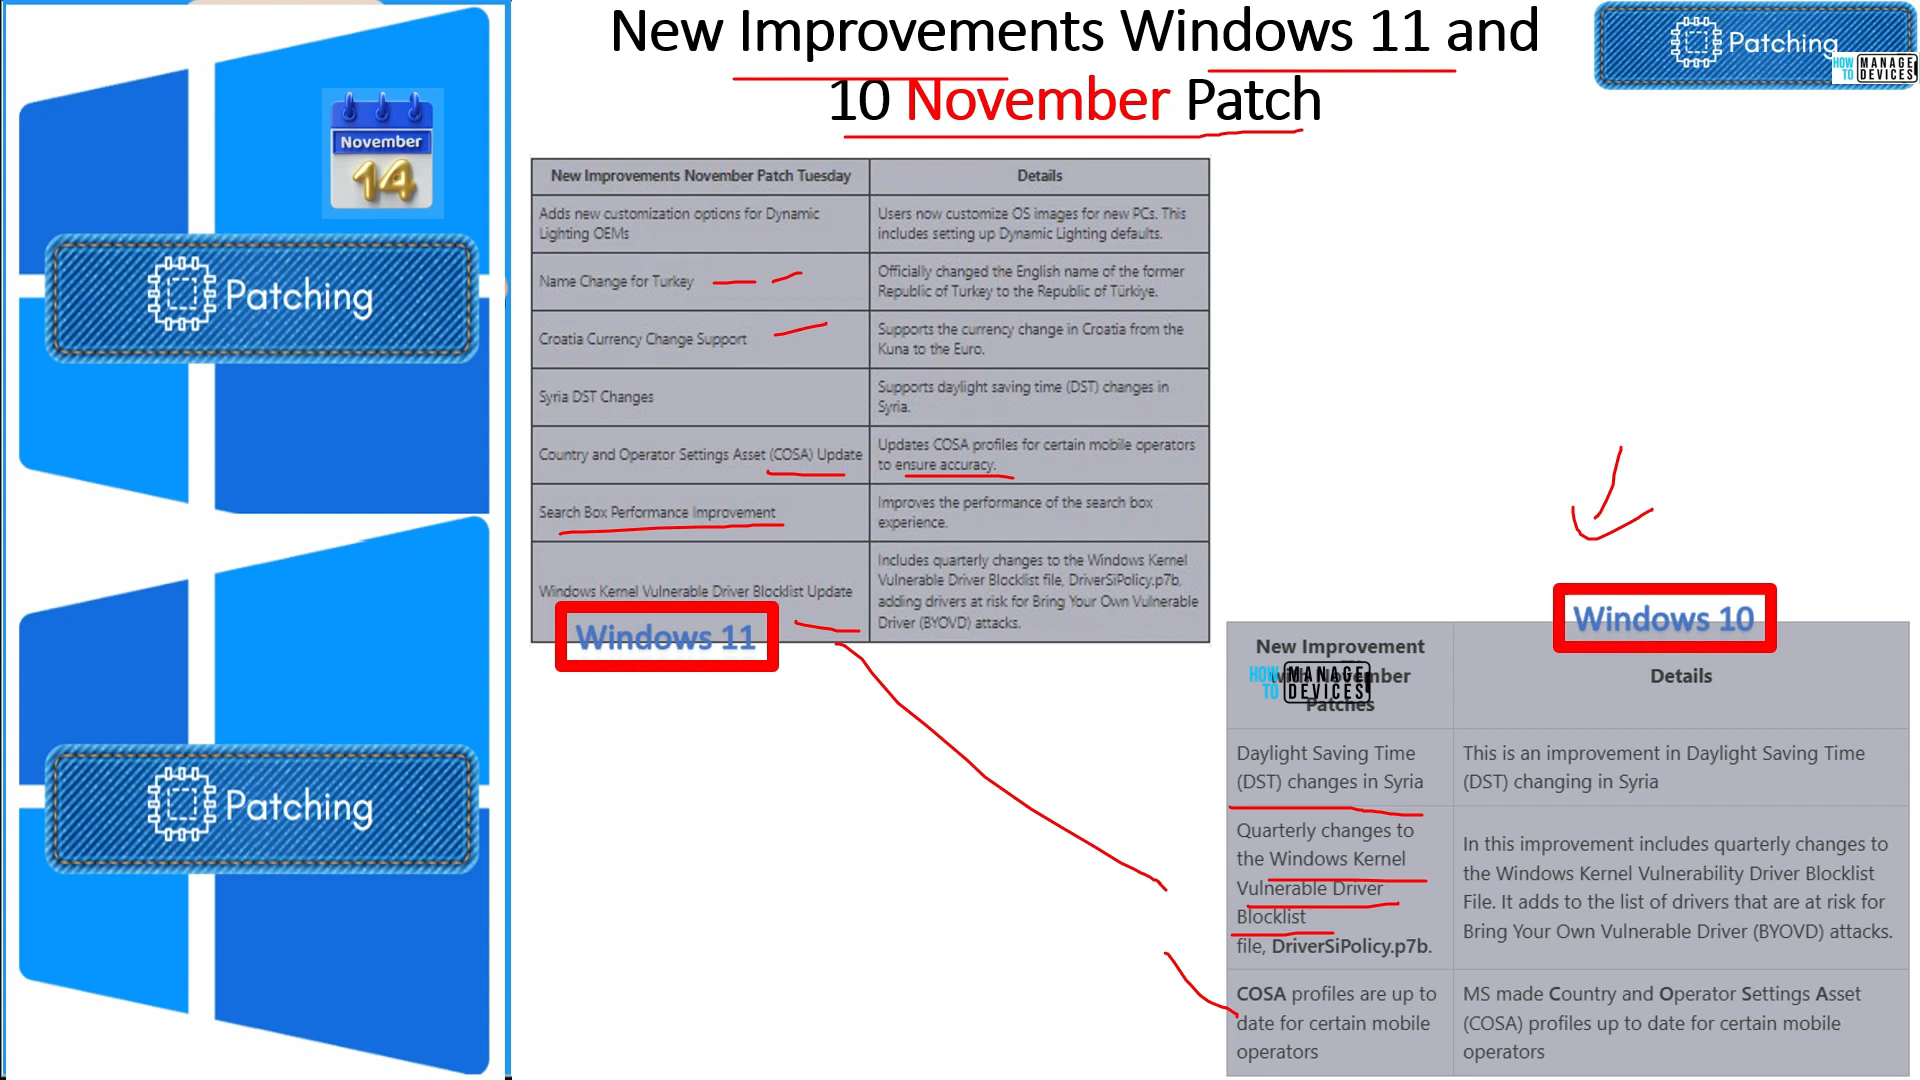 New Improvements Windows 11 and
10 November Patch
Patching
HOW TO MANAGE DEVICES
November
14
Patching
Patching
New Improvements November Patch Tuesday
Details
Adds new customization options for Dynamic
Lighting OEMs
Users now customize OS images for new PCs. This
includes setting up Dynamic Lighting defaults.
Name Change for Turkey
Officially changed the English name of the former
Republic of Turkey to the Republic of Türkiye.
Croatia Currency Change Support
Supports the currency change in Croatia from the
Kuna to the Euro.
Syria DST Changes
Supports daylight saving time (DST) changes in
Syria.
Country and Operator Settings Asset (COSA) Update
Updates COSA profiles for certain mobile operators
to ensure accuracy.
Search Box Performance Improvement
Improves the performance of the search box
experience.
Windows Kernel Vulnerable Driver Blocklist Update
Includes quarterly changes to the Windows Kernel
Vulnerable Driver Blocklist file, DriverSiPolicy.p7b,
adding drivers at risk for Bring Your Own Vulnerable
Driver (BYOVD) attacks.
Windows 11
Windows 10
New Improvement
with November
Patches
HOW TO MANAGE DEVICES
Details
Daylight Saving Time
(DST) changes in Syria
This is an improvement in Daylight Saving Time
(DST) changing in Syria
Quarterly changes to
the Windows Kernel
Vulnerable Driver
Blocklist
file, DriverSiPolicy.p7b.
In this improvement includes quarterly changes to
the Windows Kernel Vulnerability Driver Blocklist
File. It adds to the list of drivers that are at risk for
Bring Your Own Vulnerable Driver (BYOVD) attacks.
COSA profiles are up to
date for certain mobile
operators
MS made Country and Operator Settings Asset
(COSA) profiles up to date for certain mobile
operators